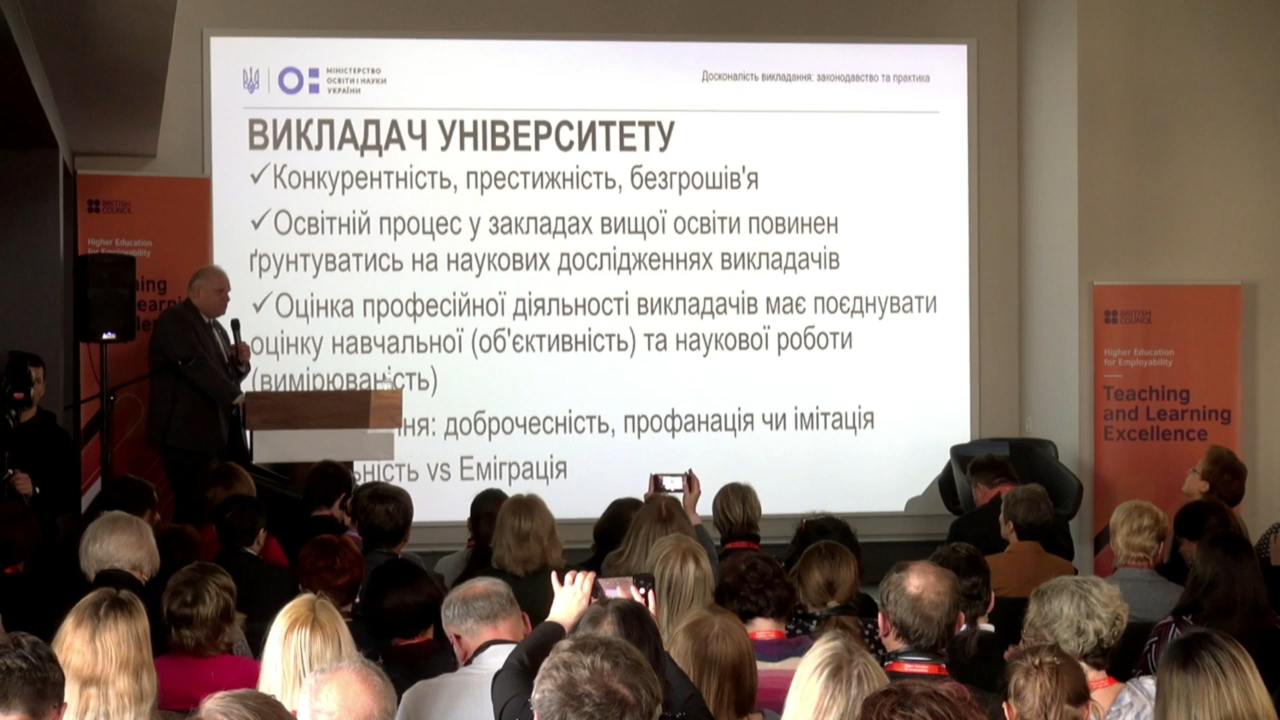 МІНІСТЕРСТВО
ОСВІТИ І НАУКИ
УКРАЇНИ
Досконалість викладання: законодавство та практика
ВИКЛАДАЧ УНІВЕРСИТЕТУ
✓Конкурентність, престижність, безгрошів'я
✓Освітній процес у закладах вищої освіти повинен
ґрунтуватись на наукових дослідженнях викладачів
✓Оцінка професійної діяльності викладачів має поєднувати
оцінку навчальної (об'єктивність) та наукової роботи
(вимірюваність)
доброчесність, профанація чи імітація
vs Еміграція
BRITISH
COUNCIL
Higher Education
for Employability
BRITISH
COUNCIL
Higher Education
for Employability
Teaching
and Learning
Excellence